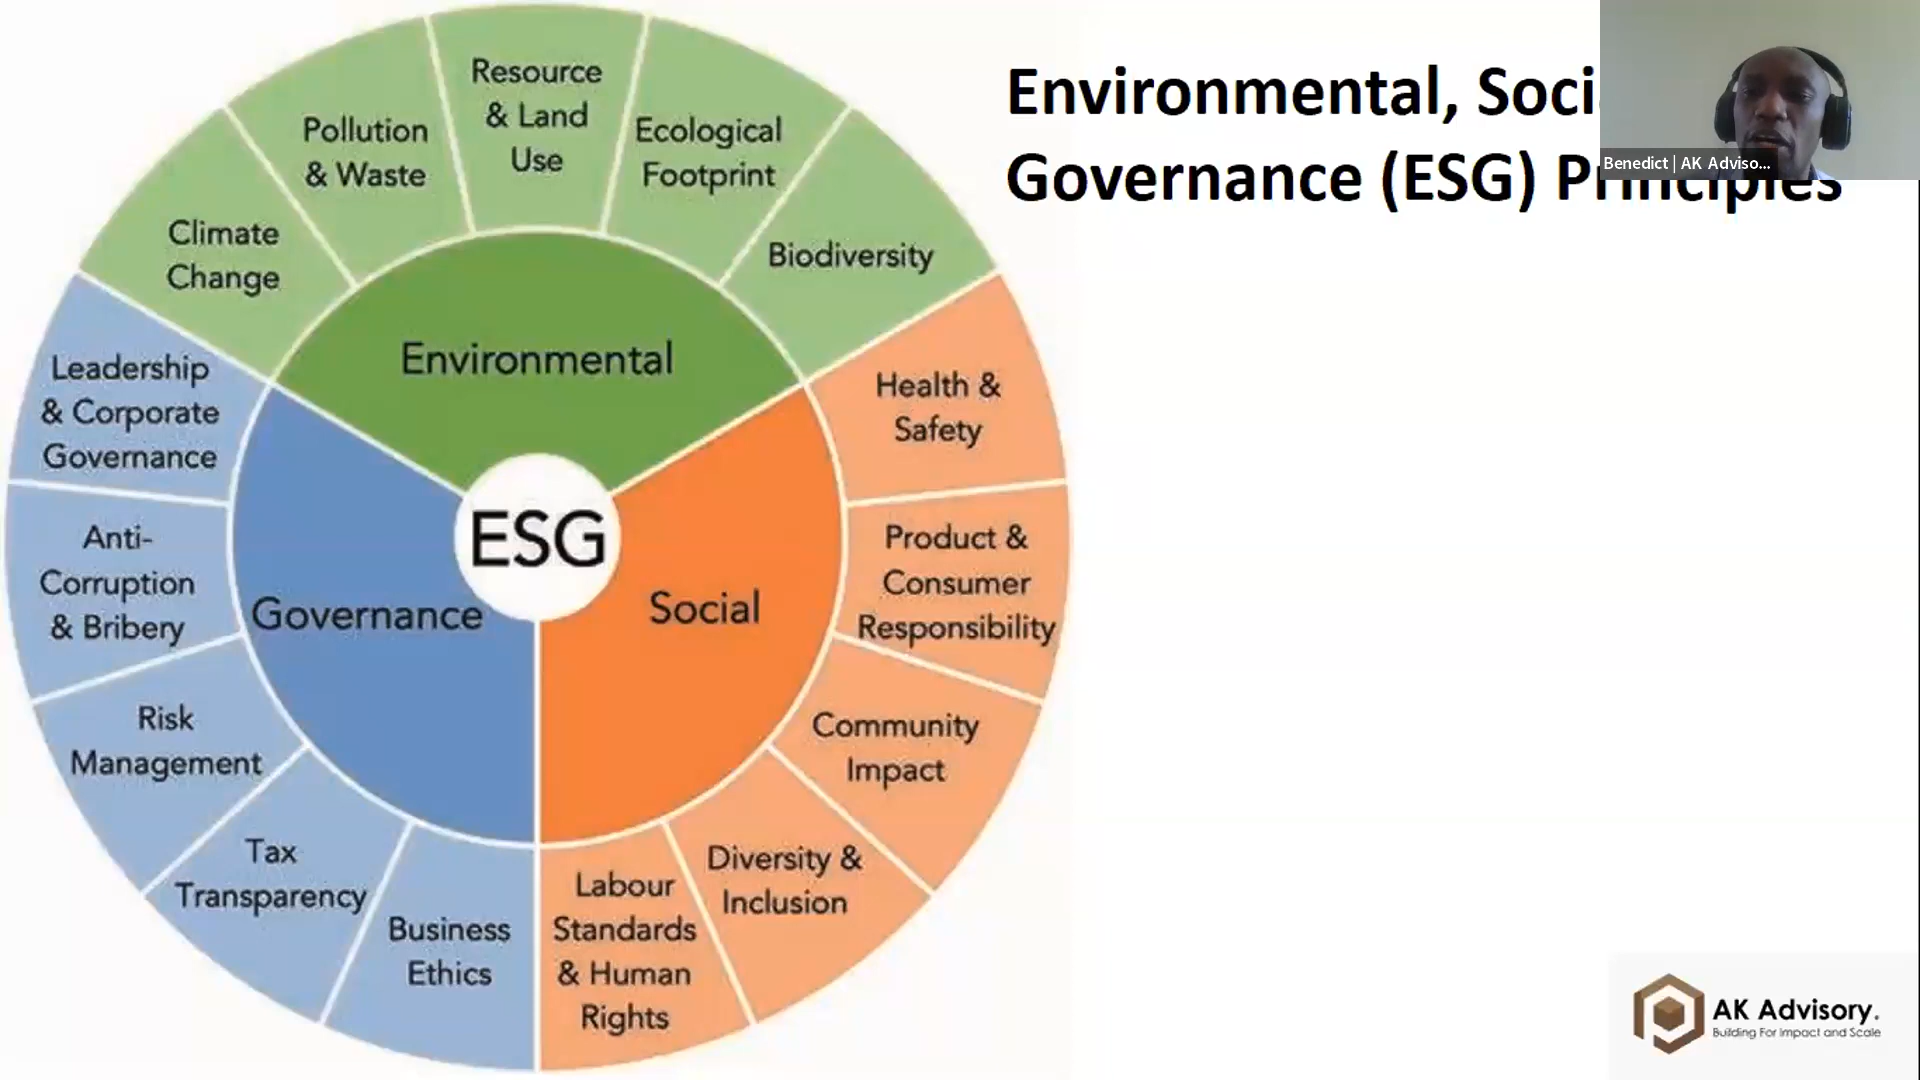 Environmental, Soci
Governance (ESG) Principles
Benedict | AK Adviso...
Resource
& Land
Use
Pollution
& Waste
Ecological
Footprint
Climate
Change
Biodiversity
Environmental
Leadership
& Corporate
Governance
Health &
Safety
ESG
Anti-
Corruption
& Bribery
Product &
Consumer
Responsibility
Governance
Social
Risk
Management
Community
Impact
Tax
Transparency
Diversity &
Inclusion
Business
Ethics
Labour
Standards
& Human
Rights
AK Advisory.
Building For Impact and Scale